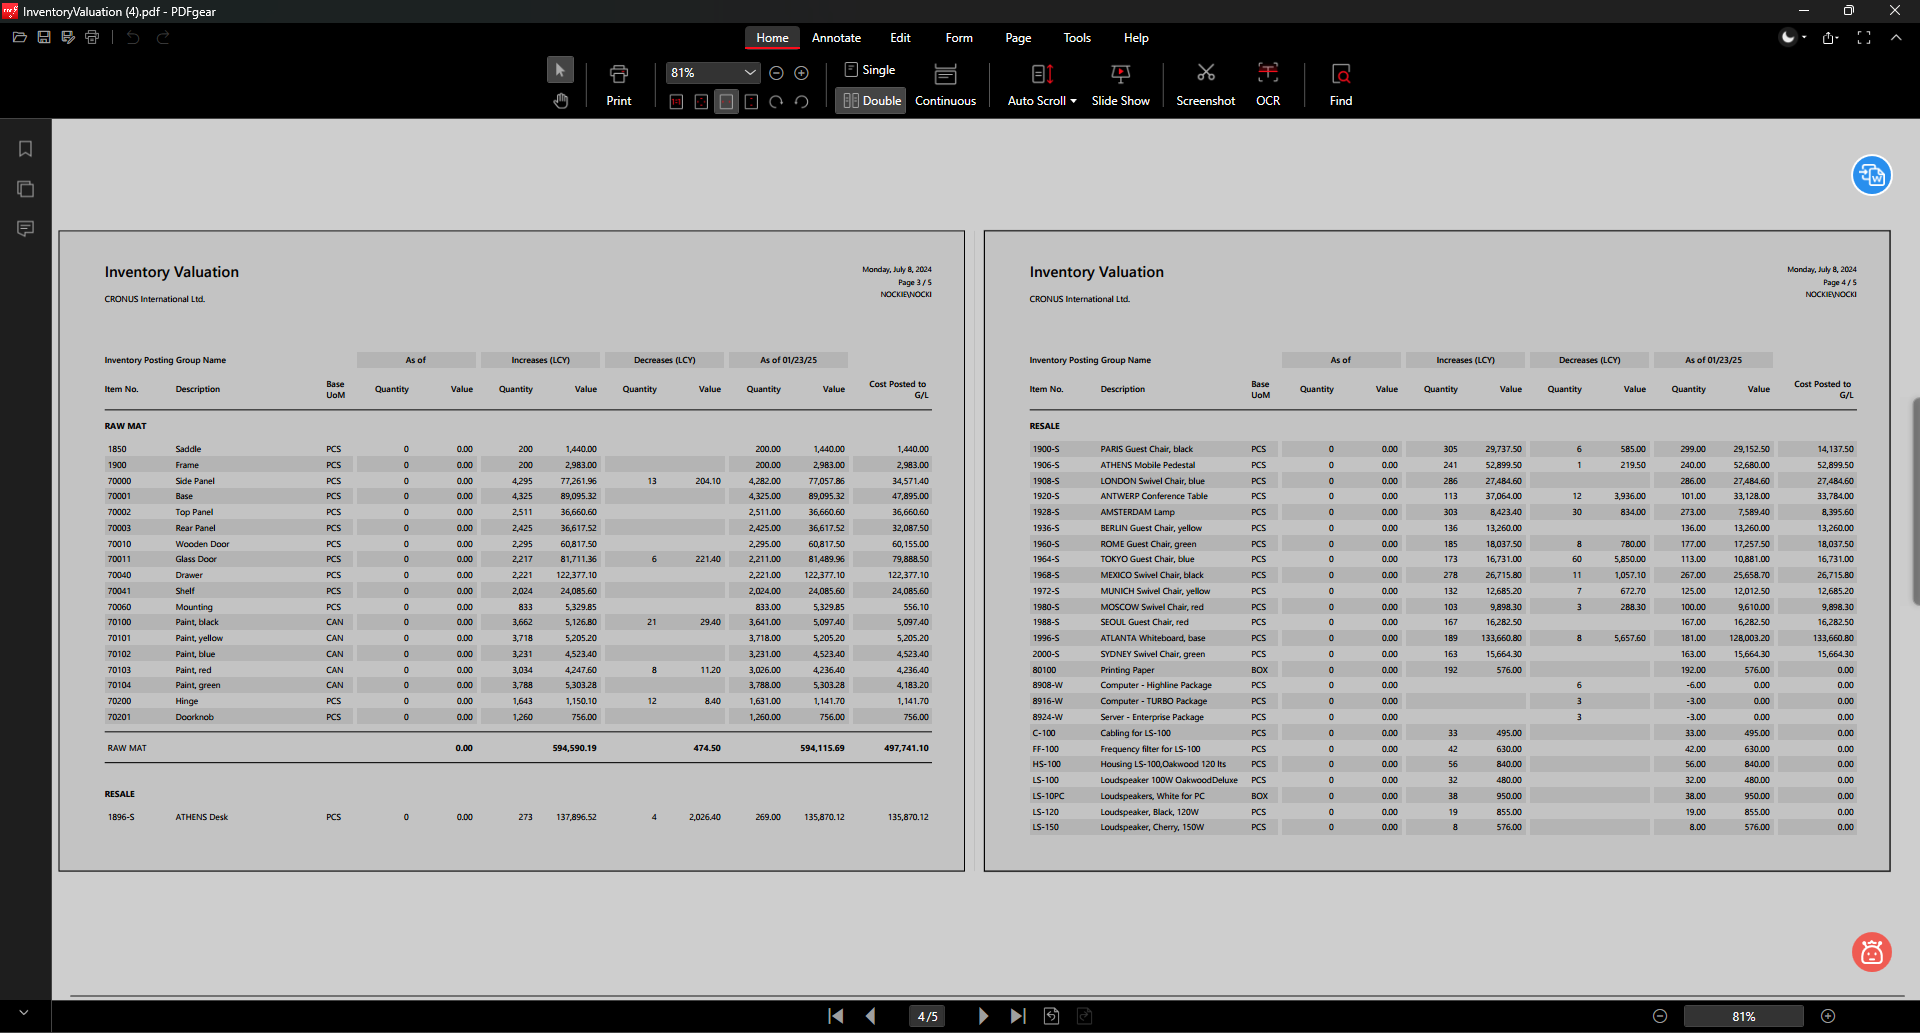 InventoryValuation (4).pdf - PDFgear
Home Annotate Edit Form Page Tools Help
81% Single
Print Double Continuous Auto Scroll Slide Show Screenshot OCR Find
Inventory Valuation
Monday, July 8, 2024
Page 3 / 5
CRONUS International Ltd. NOCKIE\NOCKI
Inventory Posting Group Name As of Increases (LCY) Decreases (LCY) As of 01/23/25
Item No. Description Base UoM Quantity Value Quantity Value Quantity Value Quantity Value Cost Posted to G/L
RAW MAT
1850 Saddle PCS 0 0.00 200 1,440.00 200.00 1,440.00 1,440.00
1900 Frame PCS 0 0.00 200 2,983.00 200.00 2,983.00 2,983.00
70000 Side Panel PCS 0 0.00 4,295 77,261.96 13 204.10 4,282.00 77,057.86 34,571.40
70001 Base PCS 0 0.00 4,325 89,095.32 4,325.00 89,095.32 47,895.00
70002 Top Panel PCS 0 0.00 2,511 36,660.60 2,511.00 36,660.60 36,660.60
70003 Rear Panel PCS 0 0.00 2,425 36,617.52 2,425.00 36,617.52 32,087.50
70010 Wooden Door PCS 0 0.00 2,295 60,817.50 2,295.00 60,817.50 60,155.00
70011 Glass Door PCS 0 0.00 2,217 81,711.36 6 221.40 2,211.00 81,489.96 79,888.50
70040 Drawer PCS 0 0.00 2,221 122,377.10 2,221.00 122,377.10 122,377.10
70041 Shelf PCS 0 0.00 2,024 24,085.60 2,024.00 24,085.60 24,085.60
70060 Mounting PCS 0 0.00 833 5,329.85 833.00 5,329.85 556.10
70100 Paint, black CAN 0 0.00 3,662 5,126.80 21 29.40 3,641.00 5,097.40 5,097.40
70101 Paint, yellow CAN 0 0.00 3,718 5,205.20 3,718.00 5,205.20 5,205.20
70102 Paint, blue CAN 0 0.00 3,231 4,523.40 3,231.00 4,523.40 4,523.40
70103 Paint, red CAN 0 0.00 3,034 4,247.60 8 11.20 3,026.00 4,236.40 4,236.40
70104 Paint, green CAN 0 0.00 3,788 5,303.28 3,788.00 5,303.28 4,183.20
70200 Hinge PCS 0 0.00 1,643 1,150.10 12 8.40 1,631.00 1,141.70 1,141.70
70201 Doorknob PCS 0 0.00 1,260 756.00 1,260.00 756.00 756.00
RAW MAT 0.00 594,590.19 474.50 594,115.69 497,741.10
RESALE
1896-S ATHENS Desk PCS 0 0.00 273 137,896.52 4 2,026.40 269.00 135,870.12 135,870.12
Inventory Valuation
Monday, July 8, 2024
Page 4 / 5
CRONUS International Ltd. NOCKIE\NOCKI
Inventory Posting Group Name As of Increases (LCY) Decreases (LCY) As of 01/23/25
Item No. Description Base UoM Quantity Value Quantity Value Quantity Value Quantity Value Cost Posted to G/L
RESALE
1900-S PARIS Guest Chair, black PCS 0 0.00 305 29,737.50 6 585.00 299.00 29,152.50 14,137.50
1906-S ATHENS Mobile Pedestal PCS 0 0.00 241 52,899.50 1 219.50 240.00 52,680.00 52,899.50
1908-S LONDON Swivel Chair, blue PCS 0 0.00 286 27,484.60 286.00 27,484.60 27,484.60
1920-S ANTWERP Conference Table PCS 0 0.00 113 37,064.00 12 3,936.00 101.00 33,128.00 33,784.00
1928-S AMSTERDAM Lamp PCS 0 0.00 303 8,423.40 30 834.00 273.00 7,589.40 8,395.60
1936-S BERLIN Guest Chair, yellow PCS 0 0.00 136 13,260.00 136.00 13,260.00 13,260.00
1960-S ROME Guest Chair, green PCS 0 0.00 185 18,037.50 8 780.00 177.00 17,257.50 18,037.50
1964-S TOKYO Guest Chair, blue PCS 0 0.00 173 16,731.00 60 5,850.00 113.00 10,881.00 16,731.00
1968-S MEXICO Swivel Chair, black PCS 0 0.00 278 26,715.80 11 1,057.10 267.00 25,658.70 26,715.80
1972-S MUNICH Swivel Chair, yellow PCS 0 0.00 132 12,685.20 7 672.70 125.00 12,012.50 12,685.20
1980-S MOSCOW Swivel Chair, red PCS 0 0.00 103 9,898.30 3 288.30 100.00 9,610.00 9,898.30
1988-S SEOUL Guest Chair, red PCS 0 0.00 167 16,282.50 167.00 16,282.50 16,282.50
1996-S ATLANTA Whiteboard, base PCS 0 0.00 189 133,660.80 8 5,657.60 181.00 128,003.20 133,660.80
2000-S SYDNEY Swivel Chair, green PCS 0 0.00 163 15,664.30 163.00 15,664.30 15,664.30
80100 Printing Paper BOX 0 0.00 192 576.00 192.00 576.00 0.00
8908-W Computer - Highline Package PCS 0 0.00 6 -6.00 0.00 0.00
8916-W Computer - TURBO Package PCS 0 0.00 3 -3.00 0.00 0.00
8924-W Server - Enterprise Package PCS 0 0.00 3 -3.00 0.00 0.00
C-100 Cabling for LS-100 PCS 0 0.00 33 495.00 33.00 495.00 0.00
FF-100 Frequency filter for LS-100 PCS 0 0.00 42 630.00 42.00 630.00 0.00
HS-100 Housing LS-100,Oakwood 120 lts PCS 0 0.00 56 840.00 56.00 840.00 0.00
LS-100 Loudspeaker 100W OakwoodDeluxe PCS 0 0.00 32 480.00 32.00 480.00 0.00
LS-10PC Loudspeakers, White for PC BOX 0 0.00 38 950.00 38.00 950.00 0.00
LS-120 Loudspeaker, Black, 120W PCS 0 0.00 19 855.00 19.00 855.00 0.00
LS-150 Loudspeaker, Cherry, 150W PCS 0 0.00 8 576.00 8.00 576.00 0.00
4/5 81%